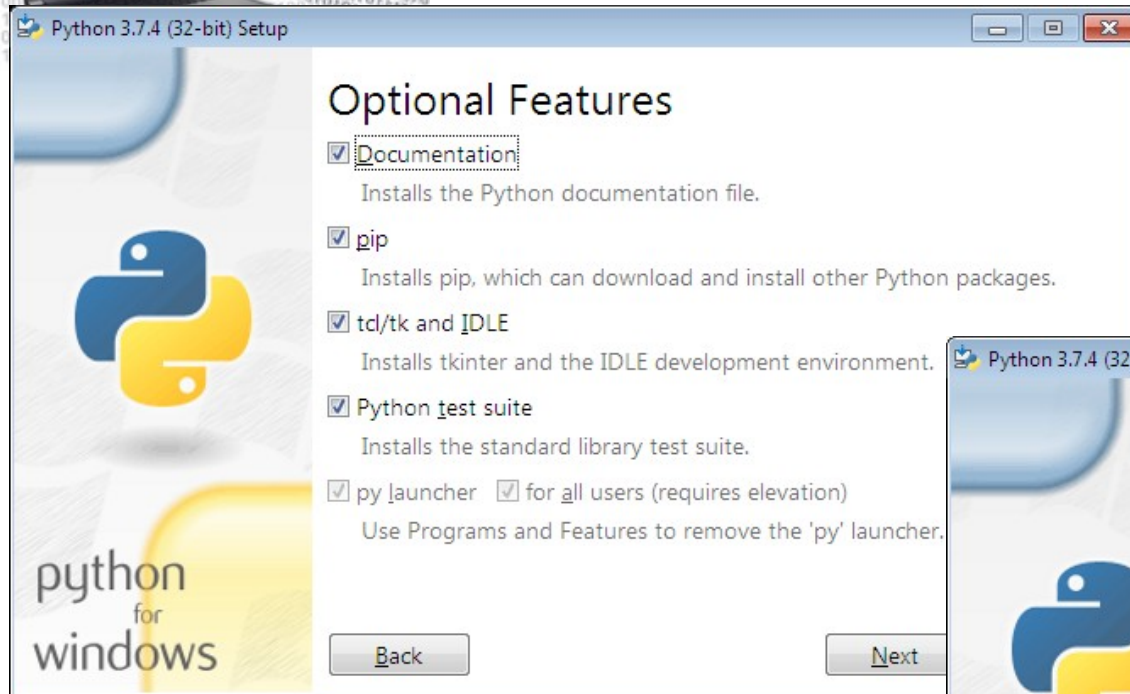 Python 3.7.4 (32-bit) Setup
Optional Features
Documentation
Installs the Python documentation file.
pip
Installs pip, which can download and install other Python packages.
tcl/tk and IDLE
Installs tkinter and the IDLE development environment.
Python test suite
Installs the standard library test suite.
py launcher for all users (requires elevation)
Use Programs and Features to remove the 'py' launcher.
python
for
windows
Back
Next
Python 3.7.4 (32